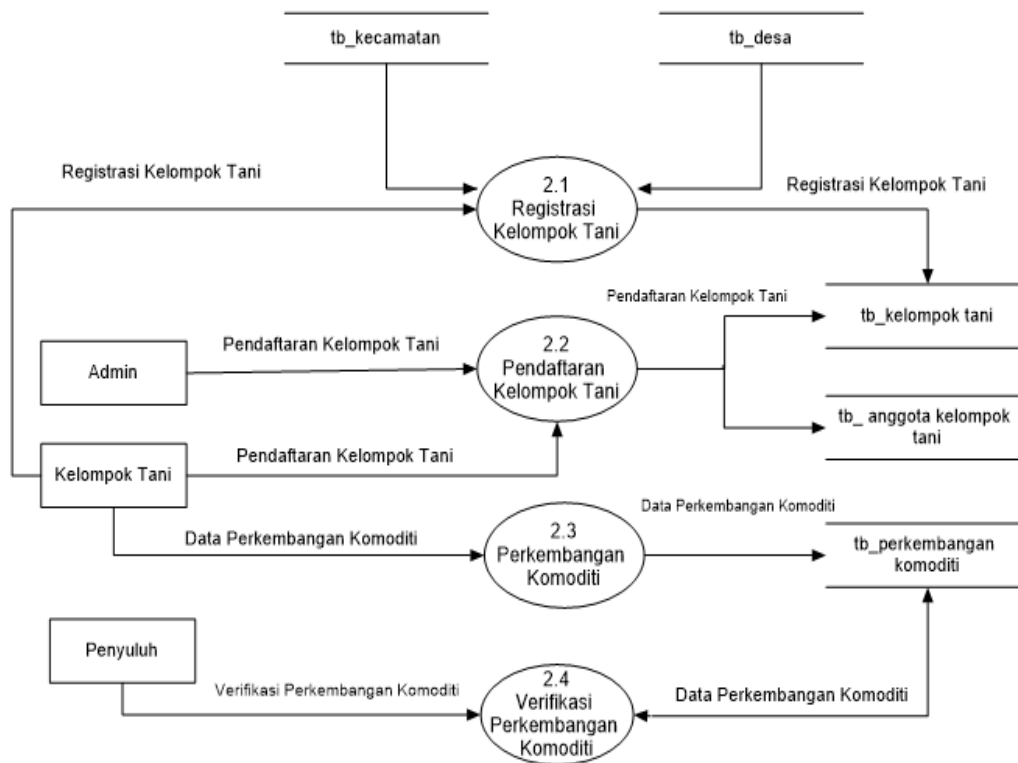 tb_kecamatan
tb_desa
Registrasi Kelompok Tani
2.1
Registrasi
Kelompok Tani
Registrasi Kelompok Tani
Pendaftaran Kelompok Tani
tb_kelompok tani
Admin
Pendaftaran Kelompok Tani
2.2
Pendaftaran
Kelompok Tani
tb_ anggota kelompok
tani
Kelompok Tani
Pendaftaran Kelompok Tani
Data Perkembangan Komoditi
2.3
Perkembangan
Komoditi
Data Perkembangan Komoditi
tb_perkembangan
komoditi
Penyuluh
Verifikasi Perkembangan Komoditi
2.4
Verifikasi
Perkembangan
Komoditi
Data Perkembangan Komoditi